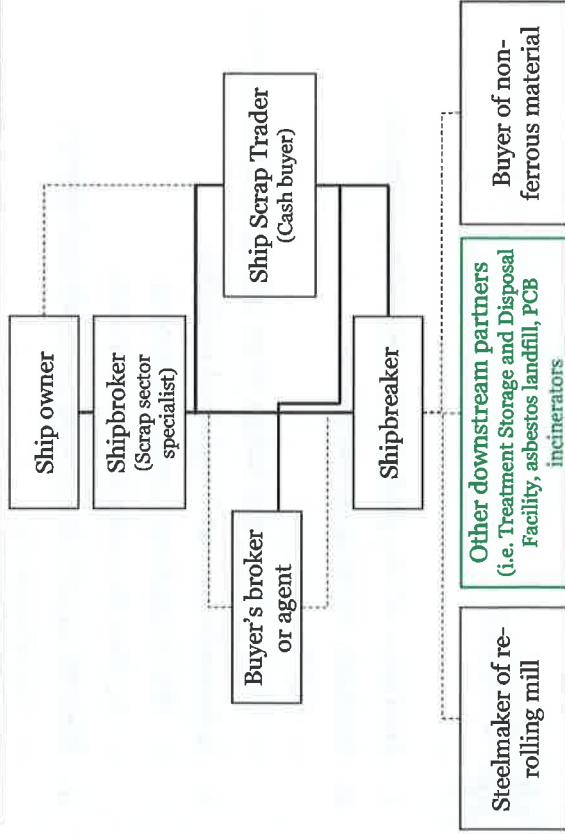 Ship owner
Shipbroker
(Scrap sector
specialist)
Ship Scrap Trader
(Cash buyer)
Buyer's broker
or agent
Shipbreaker
Steelmaker of re-
rolling mill
Other downstream partners
(i.e. Treatment Storage and Disposal
Facility, asbestos landfill, PCB
incinerators
Buyer of non-
ferrous material